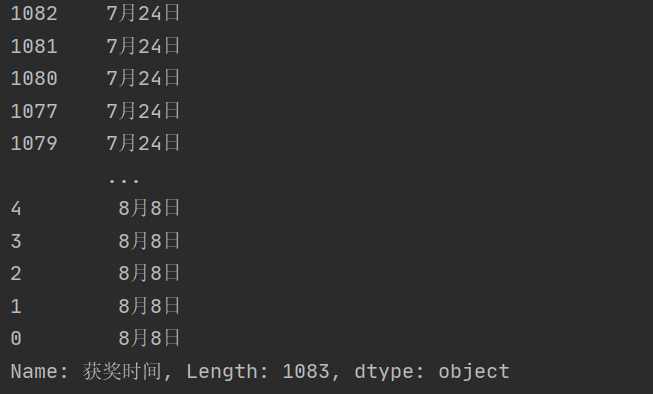 1082    7月24日
1081    7月24日
1080    7月24日
1077    7月24日
1079    7月24日
        ...
4        8月8日
3        8月8日
2        8月8日
1        8月8日
0        8月8日
Name: 获奖时间, Length: 1083, dtype: object